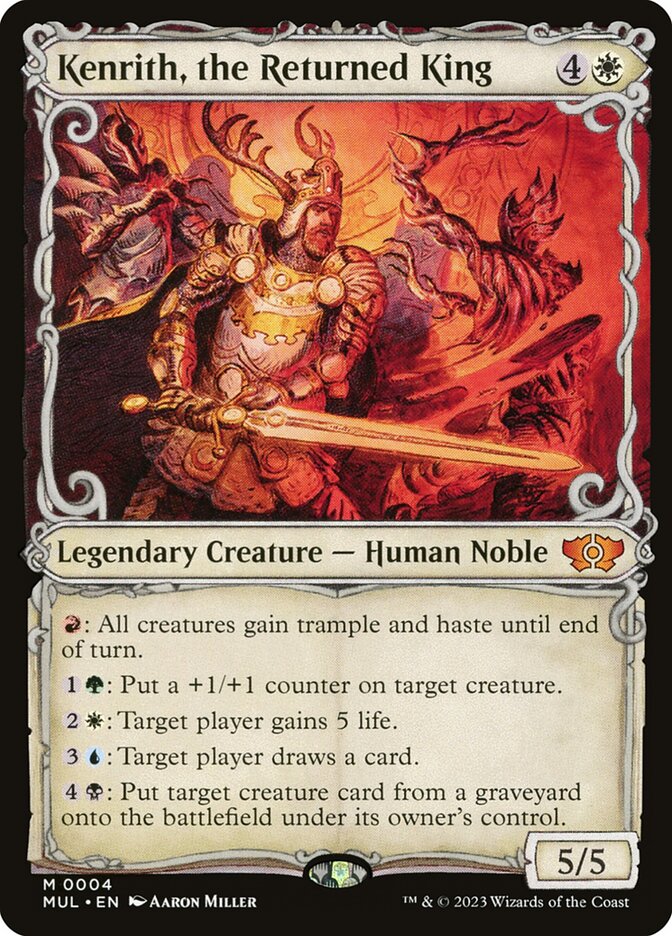 Kenrith, the Returned King 4
Legendary Creature — Human Noble
: All creatures gain trample and haste until end
of turn.
1 : Put a +1/+1 counter on target creature.
2 : Target player gains 5 life.
3 : Target player draws a card.
4 : Put target creature card from a graveyard
onto the battlefield under its owner's control.
5/5
M 0004
MUL • EN Aaron Miller
™ & © 2023 Wizards of the Coast